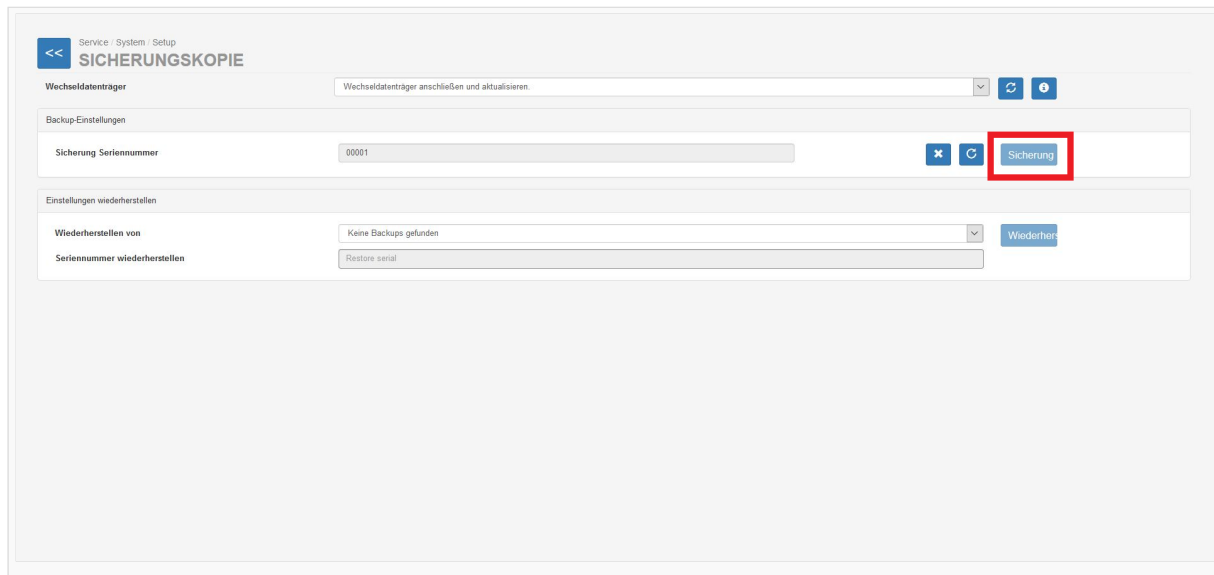 <<
Service / System / Setup
SICHERUNGSKOPIE
Wechseldatenträger
Wechseldatenträger anschließen und aktualisieren.
Backup-Einstellungen
Sicherung Seriennummer
00001
Sicherung
Einstellungen wiederherstellen
Wiederherstellen von
Keine Backups gefunden
Wiederhers
Seriennummer wiederherstellen
Restore serial